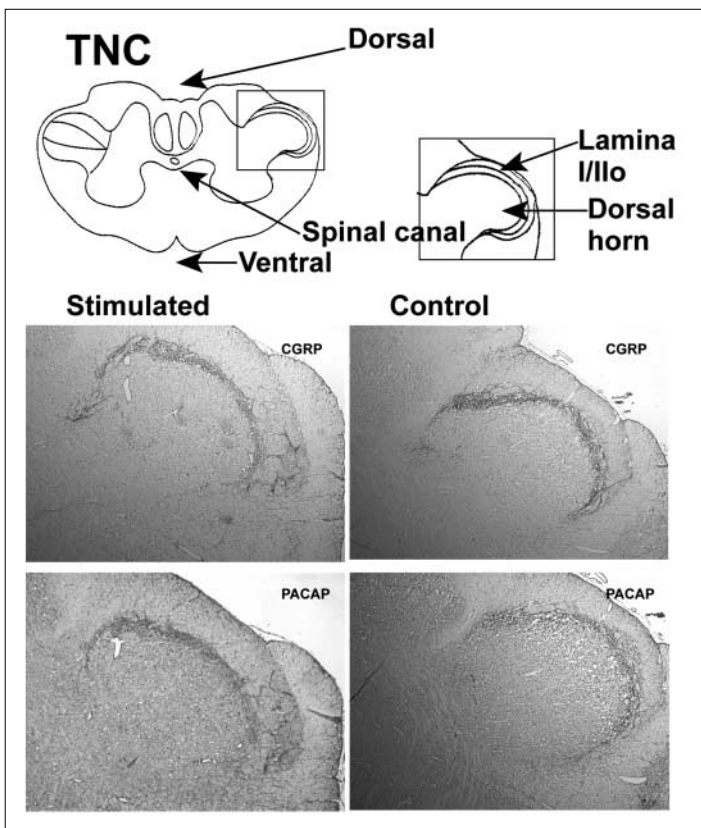 TNC
Dorsal
Lamina
I/IIo
Dorsal
horn
Spinal canal
Ventral
Stimulated
Control
CGRP
CGRP
PACAP
PACAP